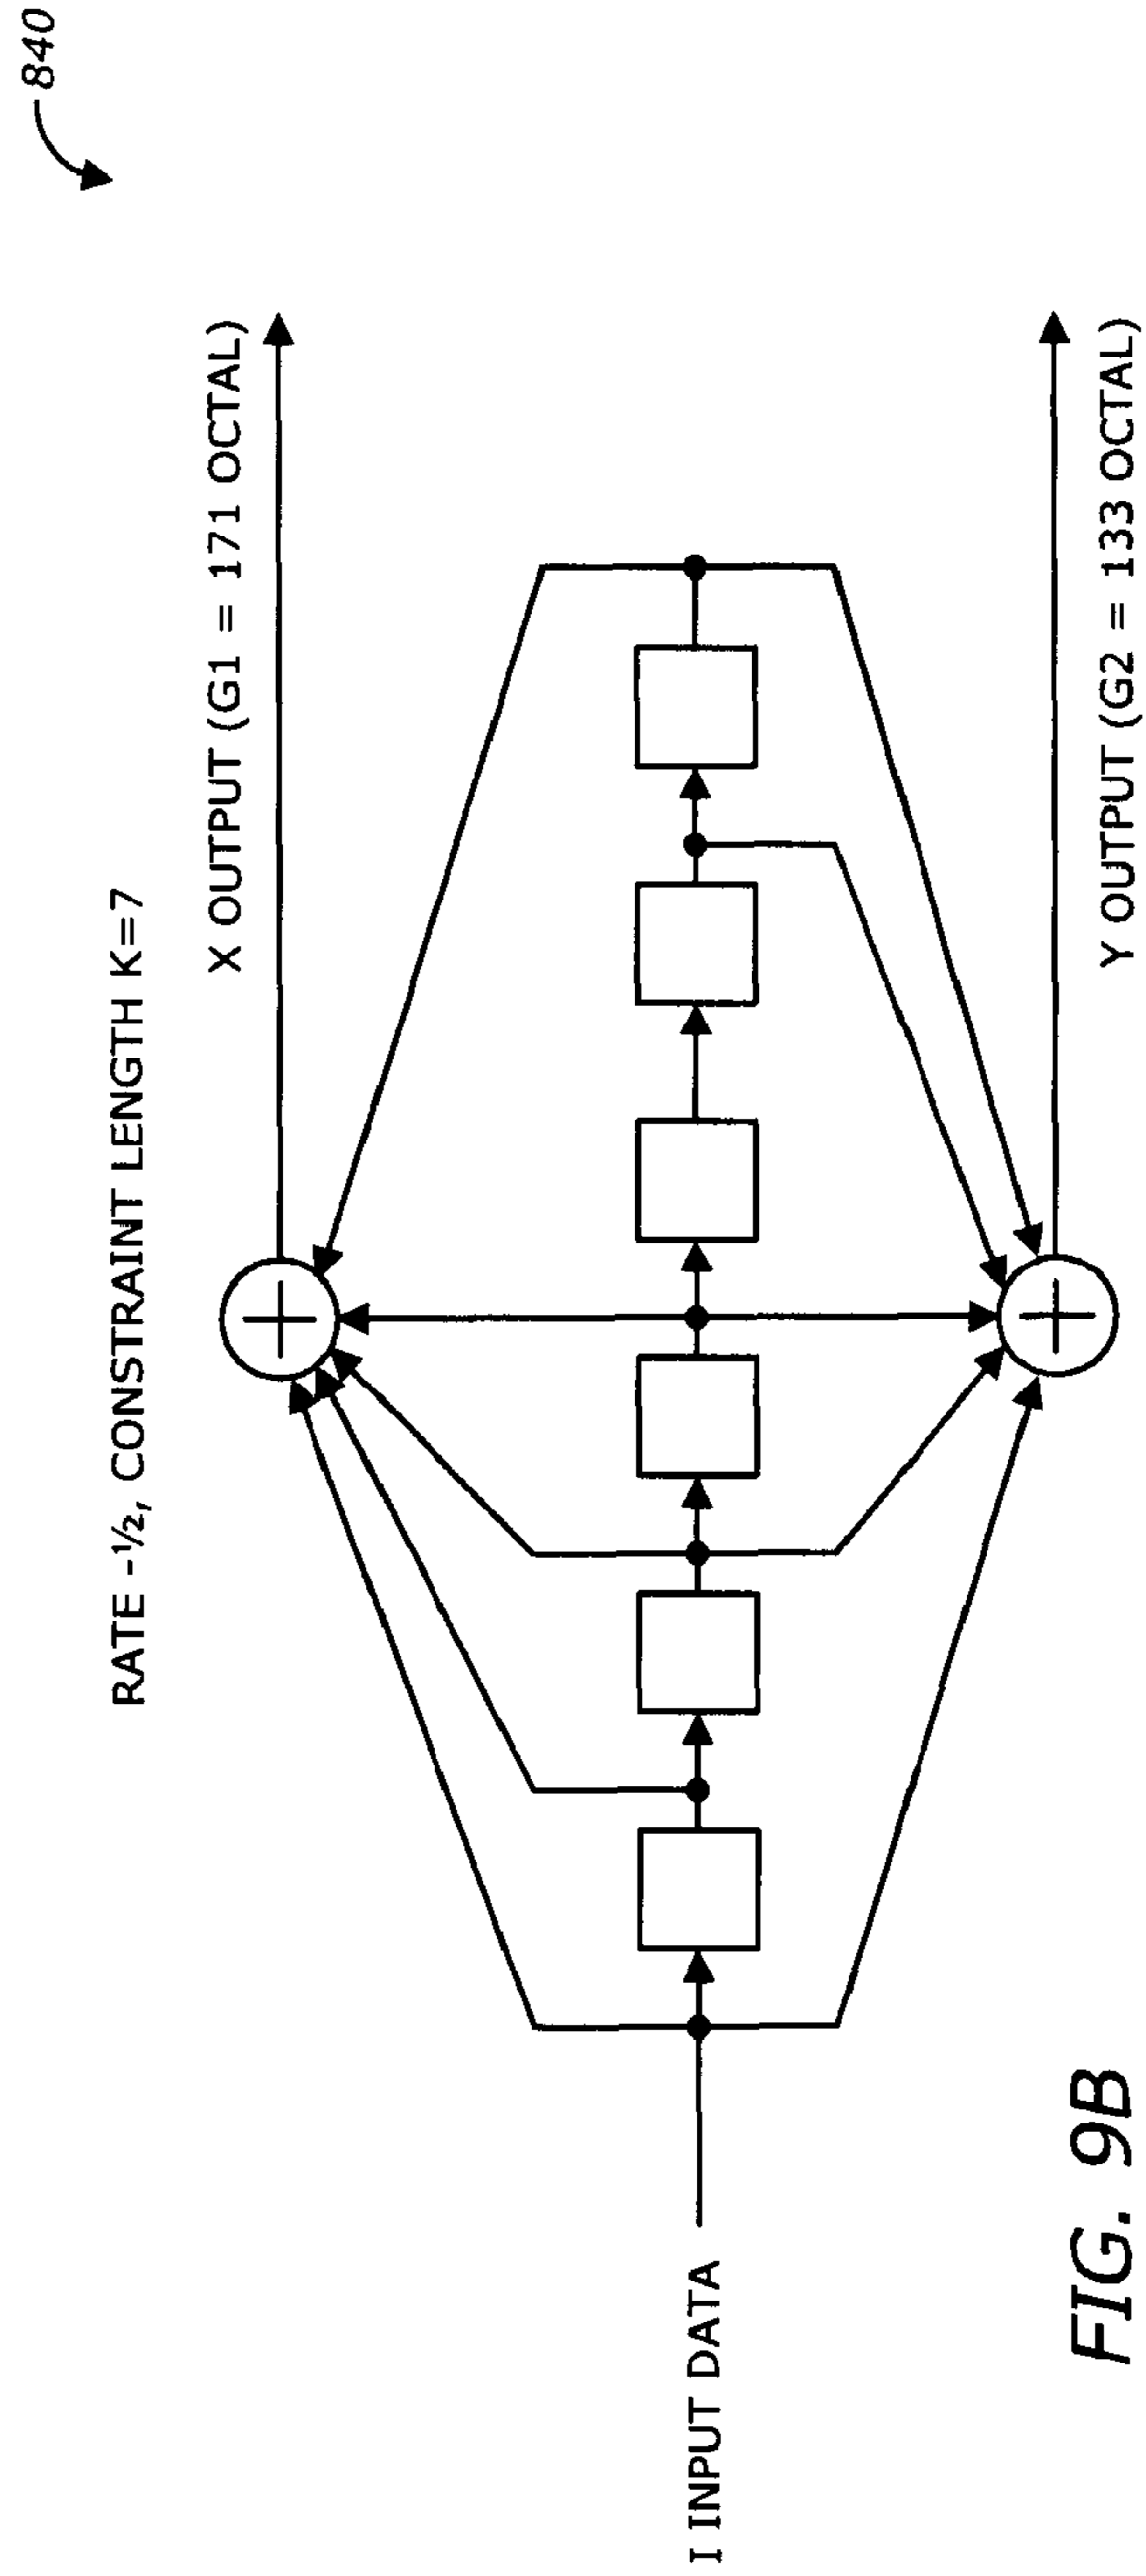 840
RATE -½, CONSTRAINT LENGTH K=7
X OUTPUT (G1 = 171 OCTAL)
I INPUT DATA
Y OUTPUT (G2 = 133 OCTAL)
FIG. 9B